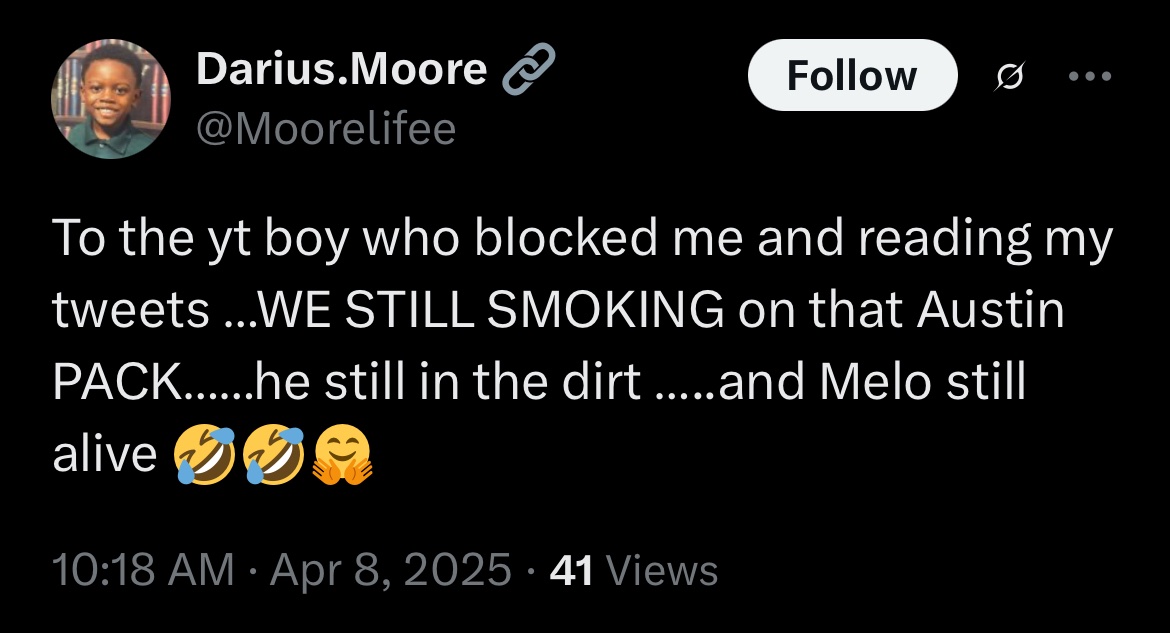 Darius.Moore 🔗
Follow
@Moorelifee
To the yt boy who blocked me and reading my
tweets ...WE STILL SMOKING on that Austin
PACK......he still in the dirt .....and Melo still
alive 🤣🤣🤗
10:18 AM · Apr 8, 2025 · 41 Views